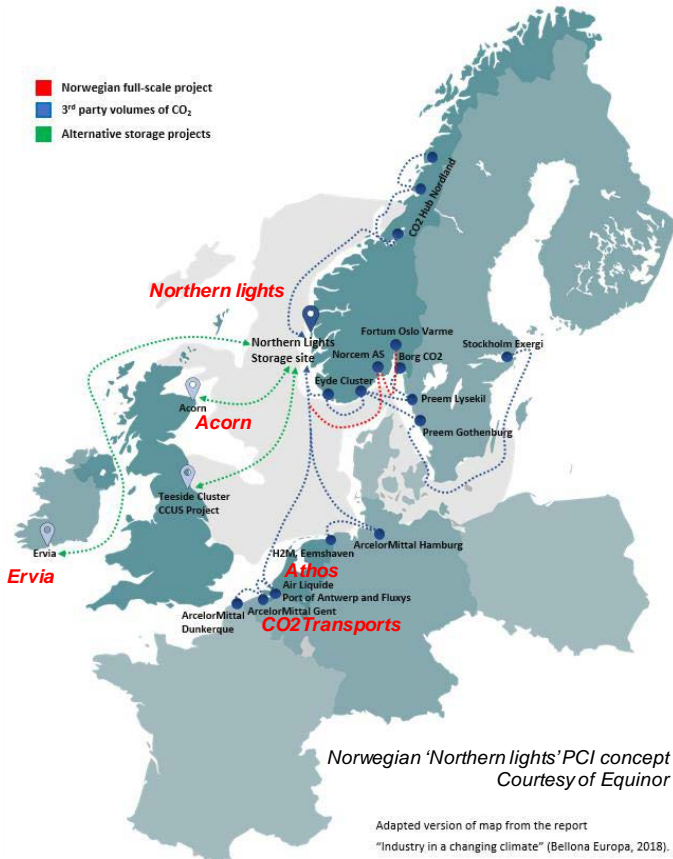 Norwegian full-scale project
3rd party volumes of CO2
Alternative storage projects
CO2 Hub Nordland
Northern lights
Northern Lights
Storage site
Fortum Oslo Varme
Norcem AS
Borg CO2
Stockholm Exergi
Eyde Cluster
Preem Lysekil
Preem Gothenburg
Acorn
Acorn
Teeside Cluster
CCUS Project
Ervia
Ervia
H2M, Eemshaven
ArcelorMittal Hamburg
Athos
Air Liquide
Port of Antwerp and Fluxys
ArcelorMittal Gent
ArcelorMittal
Dunkerque
CO2Transports
Norwegian ‘Northern lights’ PCI concept
Courtesy of Equinor
Adapted version of map from the report
“Industry in a changing climate” (Bellona Europa, 2018).